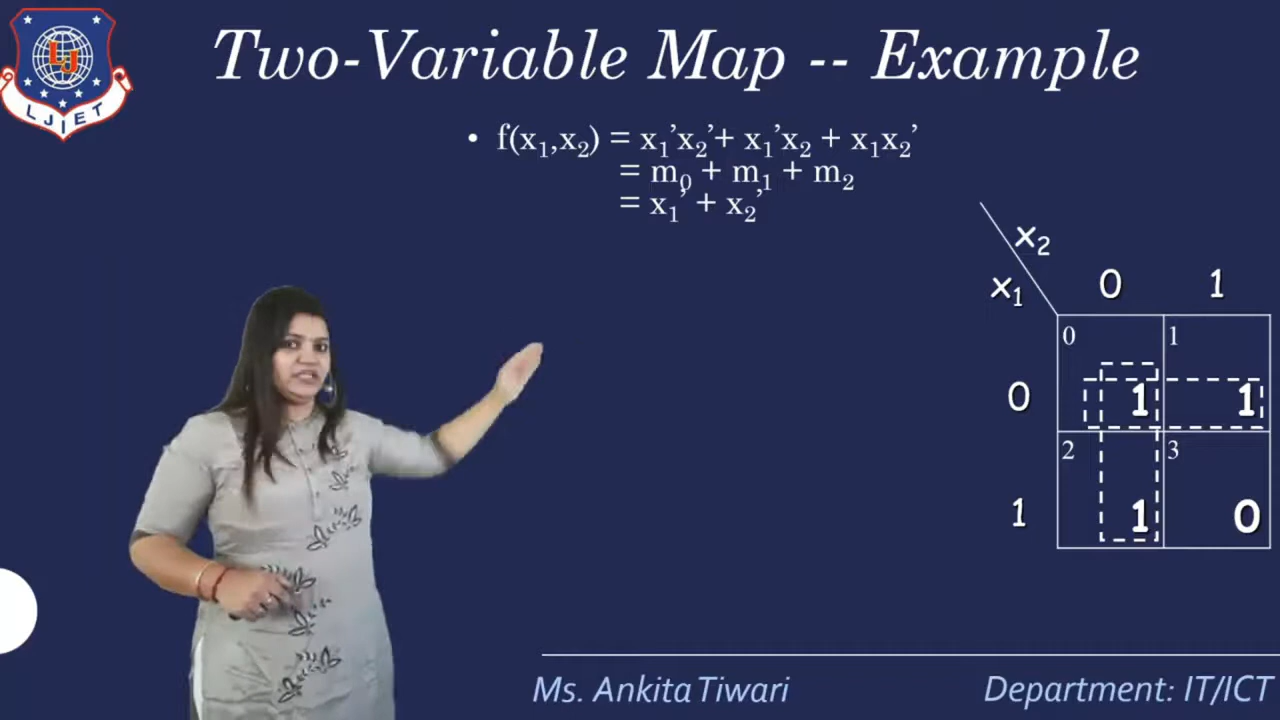 LJ
LJIET
Two-Variable Map -- Example
• f(x₁,x₂) = x₁’x₂’+ x₁’x₂ + x₁x₂’
= m₀ + m₁ + m₂
= x₁’ + x₂’
x₂
x₁
0 1
0 1
0 1 1
2 3
1 1 0
Ms. Ankita Tiwari
Department: IT/ICT